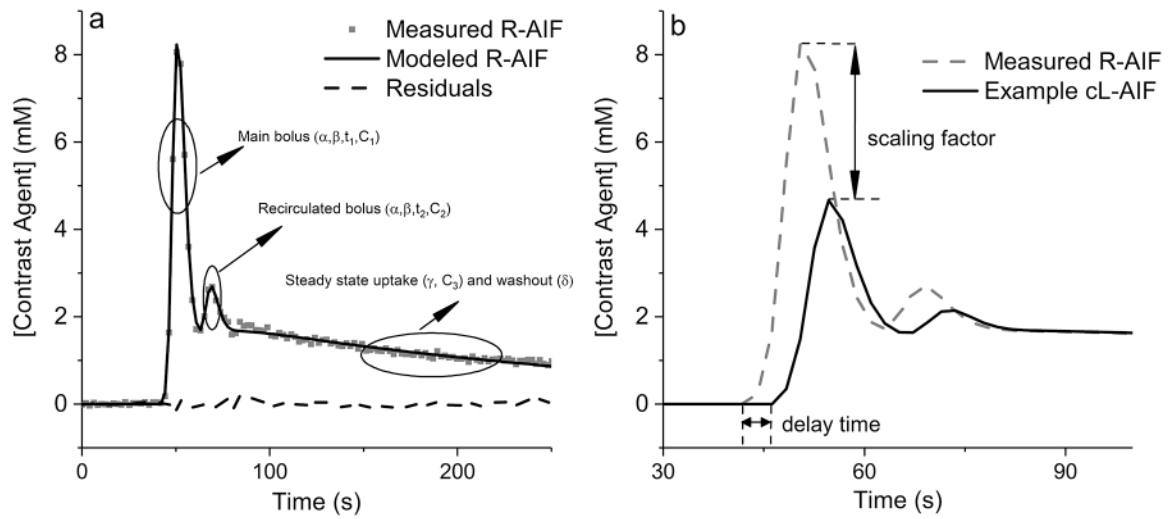 a
Measured R-AIF
Modeled R-AIF
Residuals
Main bolus (α,β,t₁,C₁)
Recirculated bolus (α,β,t₂,C₂)
Steady state uptake (γ, C₃) and washout (δ)
[Contrast Agent] (mM)
8
6
4
2
0
0
100
200
Time (s)
b
Measured R-AIF
Example cL-AIF
scaling factor
delay time
[Contrast Agent] (mM)
8
6
4
2
0
30
60
90
Time (s)